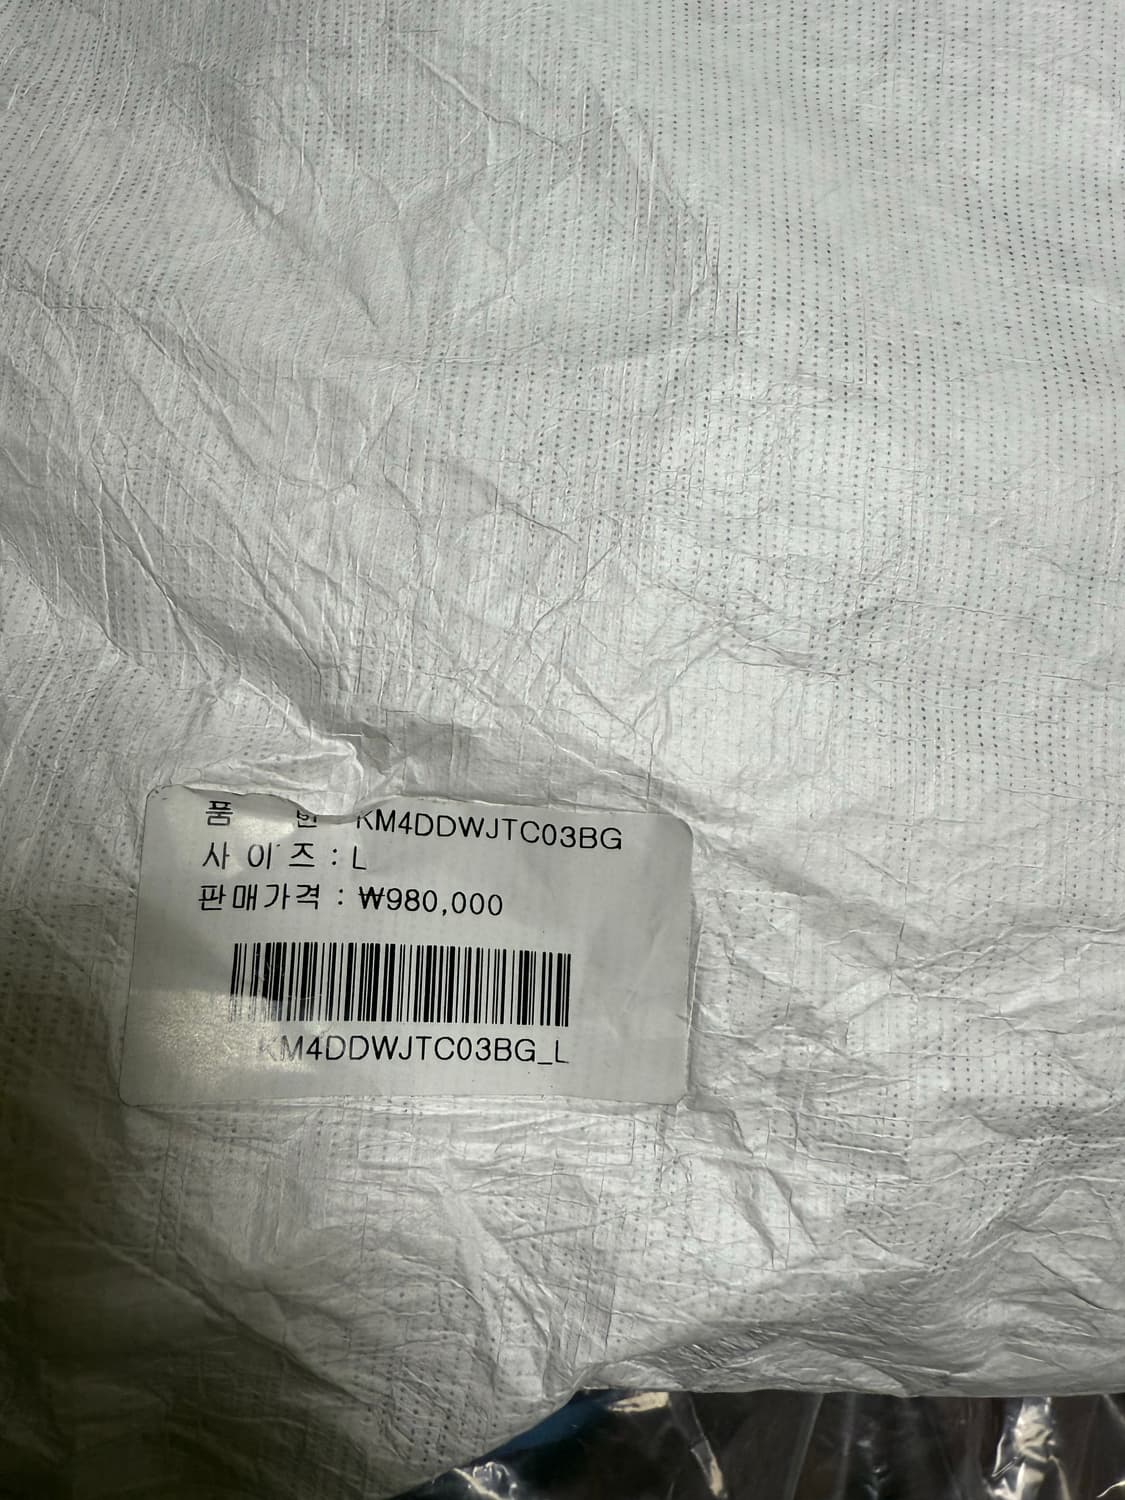 품 번 KM4DDWJTC03BG
사 이 즈 : L
판매가격 : ₩980,000
KM4DDWJTC03BG_L